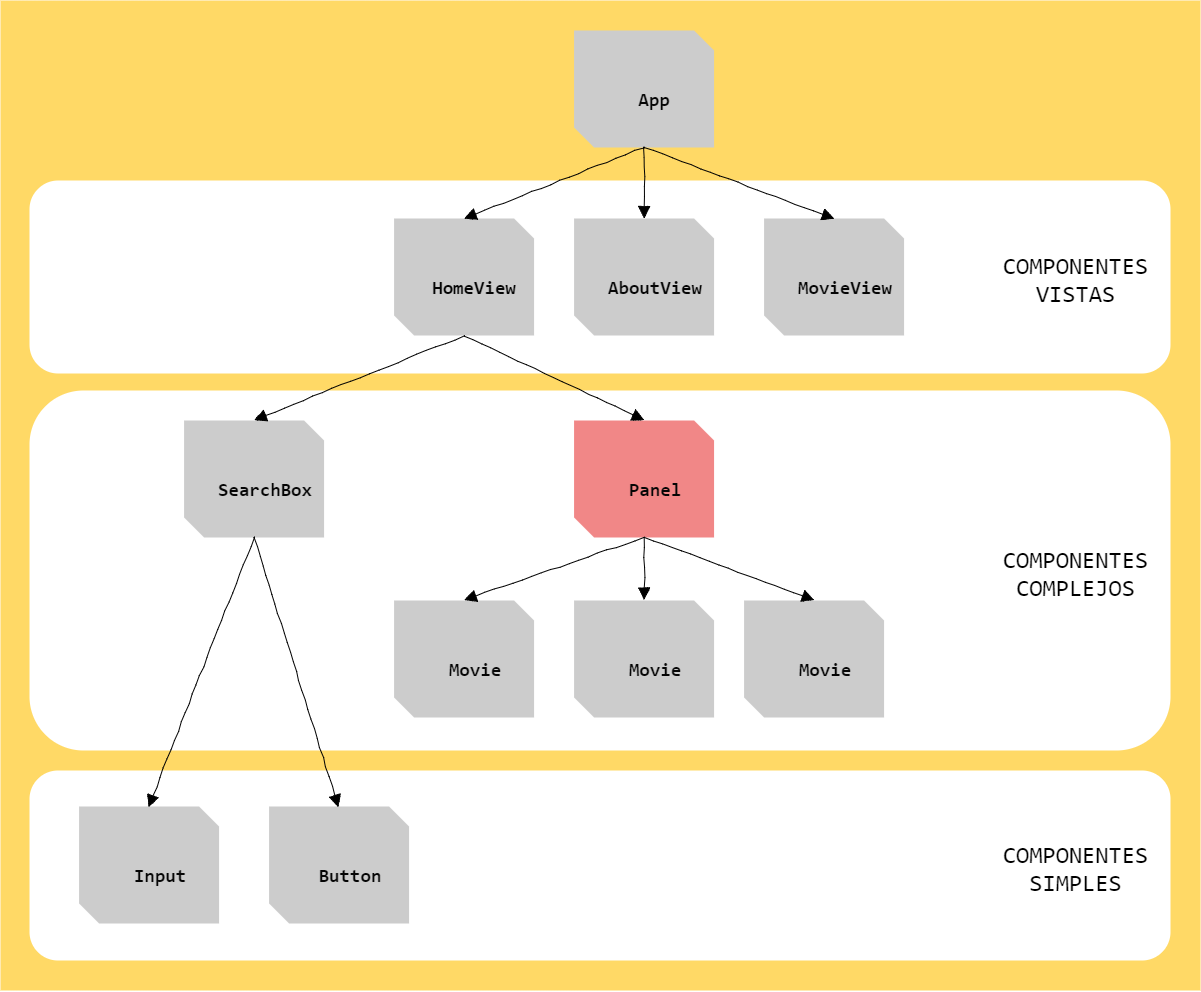 App
HomeView
AboutView
MovieView
COMPONENTES
VISTAS
SearchBox
Panel
COMPONENTES
COMPLEJOS
Movie
Movie
Movie
Input
Button
COMPONENTES
SIMPLES